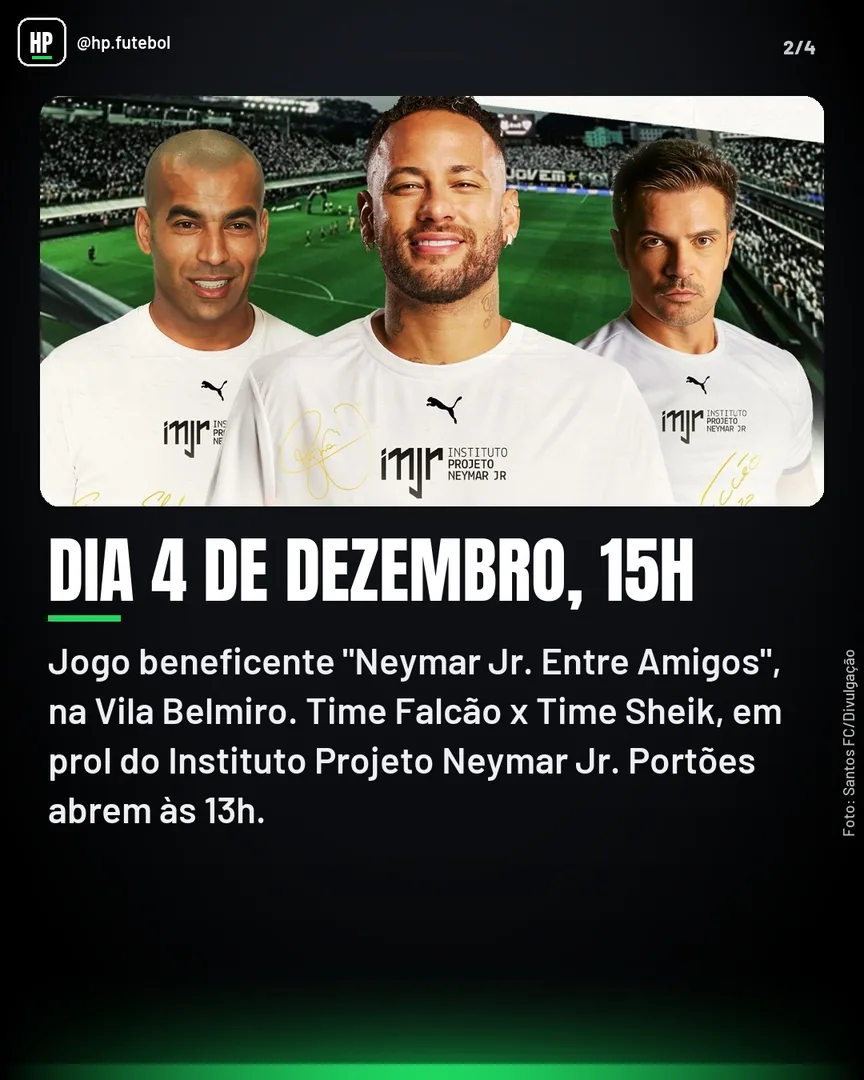 HP
@hp.futebol
2/4
JOVEM
imjr
INSTITUTO
PROJETO
NEYMAR JR
imjr
INSTITUTO
PROJETO
NEYMAR JR
DIA 4 DE DEZEMBRO, 15H
Jogo beneficente "Neymar Jr. Entre Amigos",
na Vila Belmiro. Time Falcão x Time Sheik, em
prol do Instituto Projeto Neymar Jr. Portões
abrem às 13h.
Foto: Santos FC/Divulgação